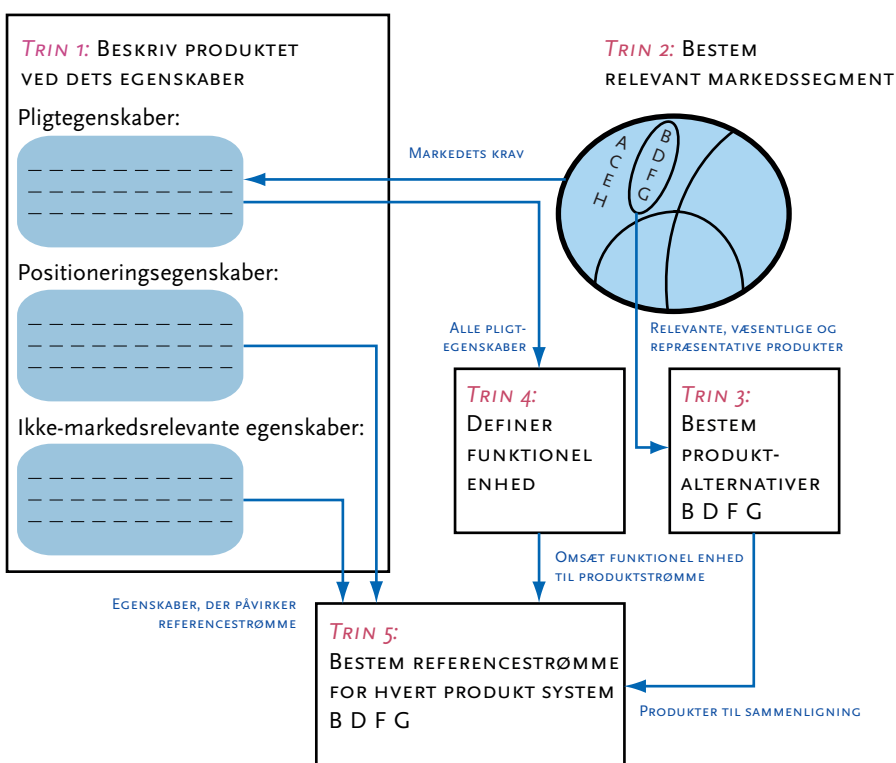 Trin 1: Beskriv produktet
ved dets egenskaber
Pligtegenskaber:
Positioneringsegenskaber:
Ikke-markedsrelevante egenskaber:
Trin 2: Bestem
relevant markedssegment
A
C
E
H
B
D
F
G
Markedets krav
Alle pligt-
egenskaber
Relevante, væsentlige og
repræsentative produkter
Trin 4:
Definer
funktionel
enhed
Trin 3:
Bestem
produkt-
alternativer
B D F G
Omsæt funktionel enhed
til produktstrømme
Egenskaber, der påvirker
referencestrømme
Trin 5:
Bestem referencestrømme
for hvert produkt system
B D F G
Produkter til sammenligning